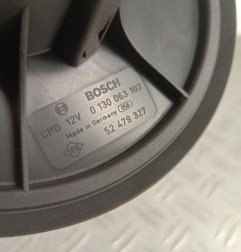 BOSCH
CPB 12V 0 130 063 102
Made in Germany
52 479 327